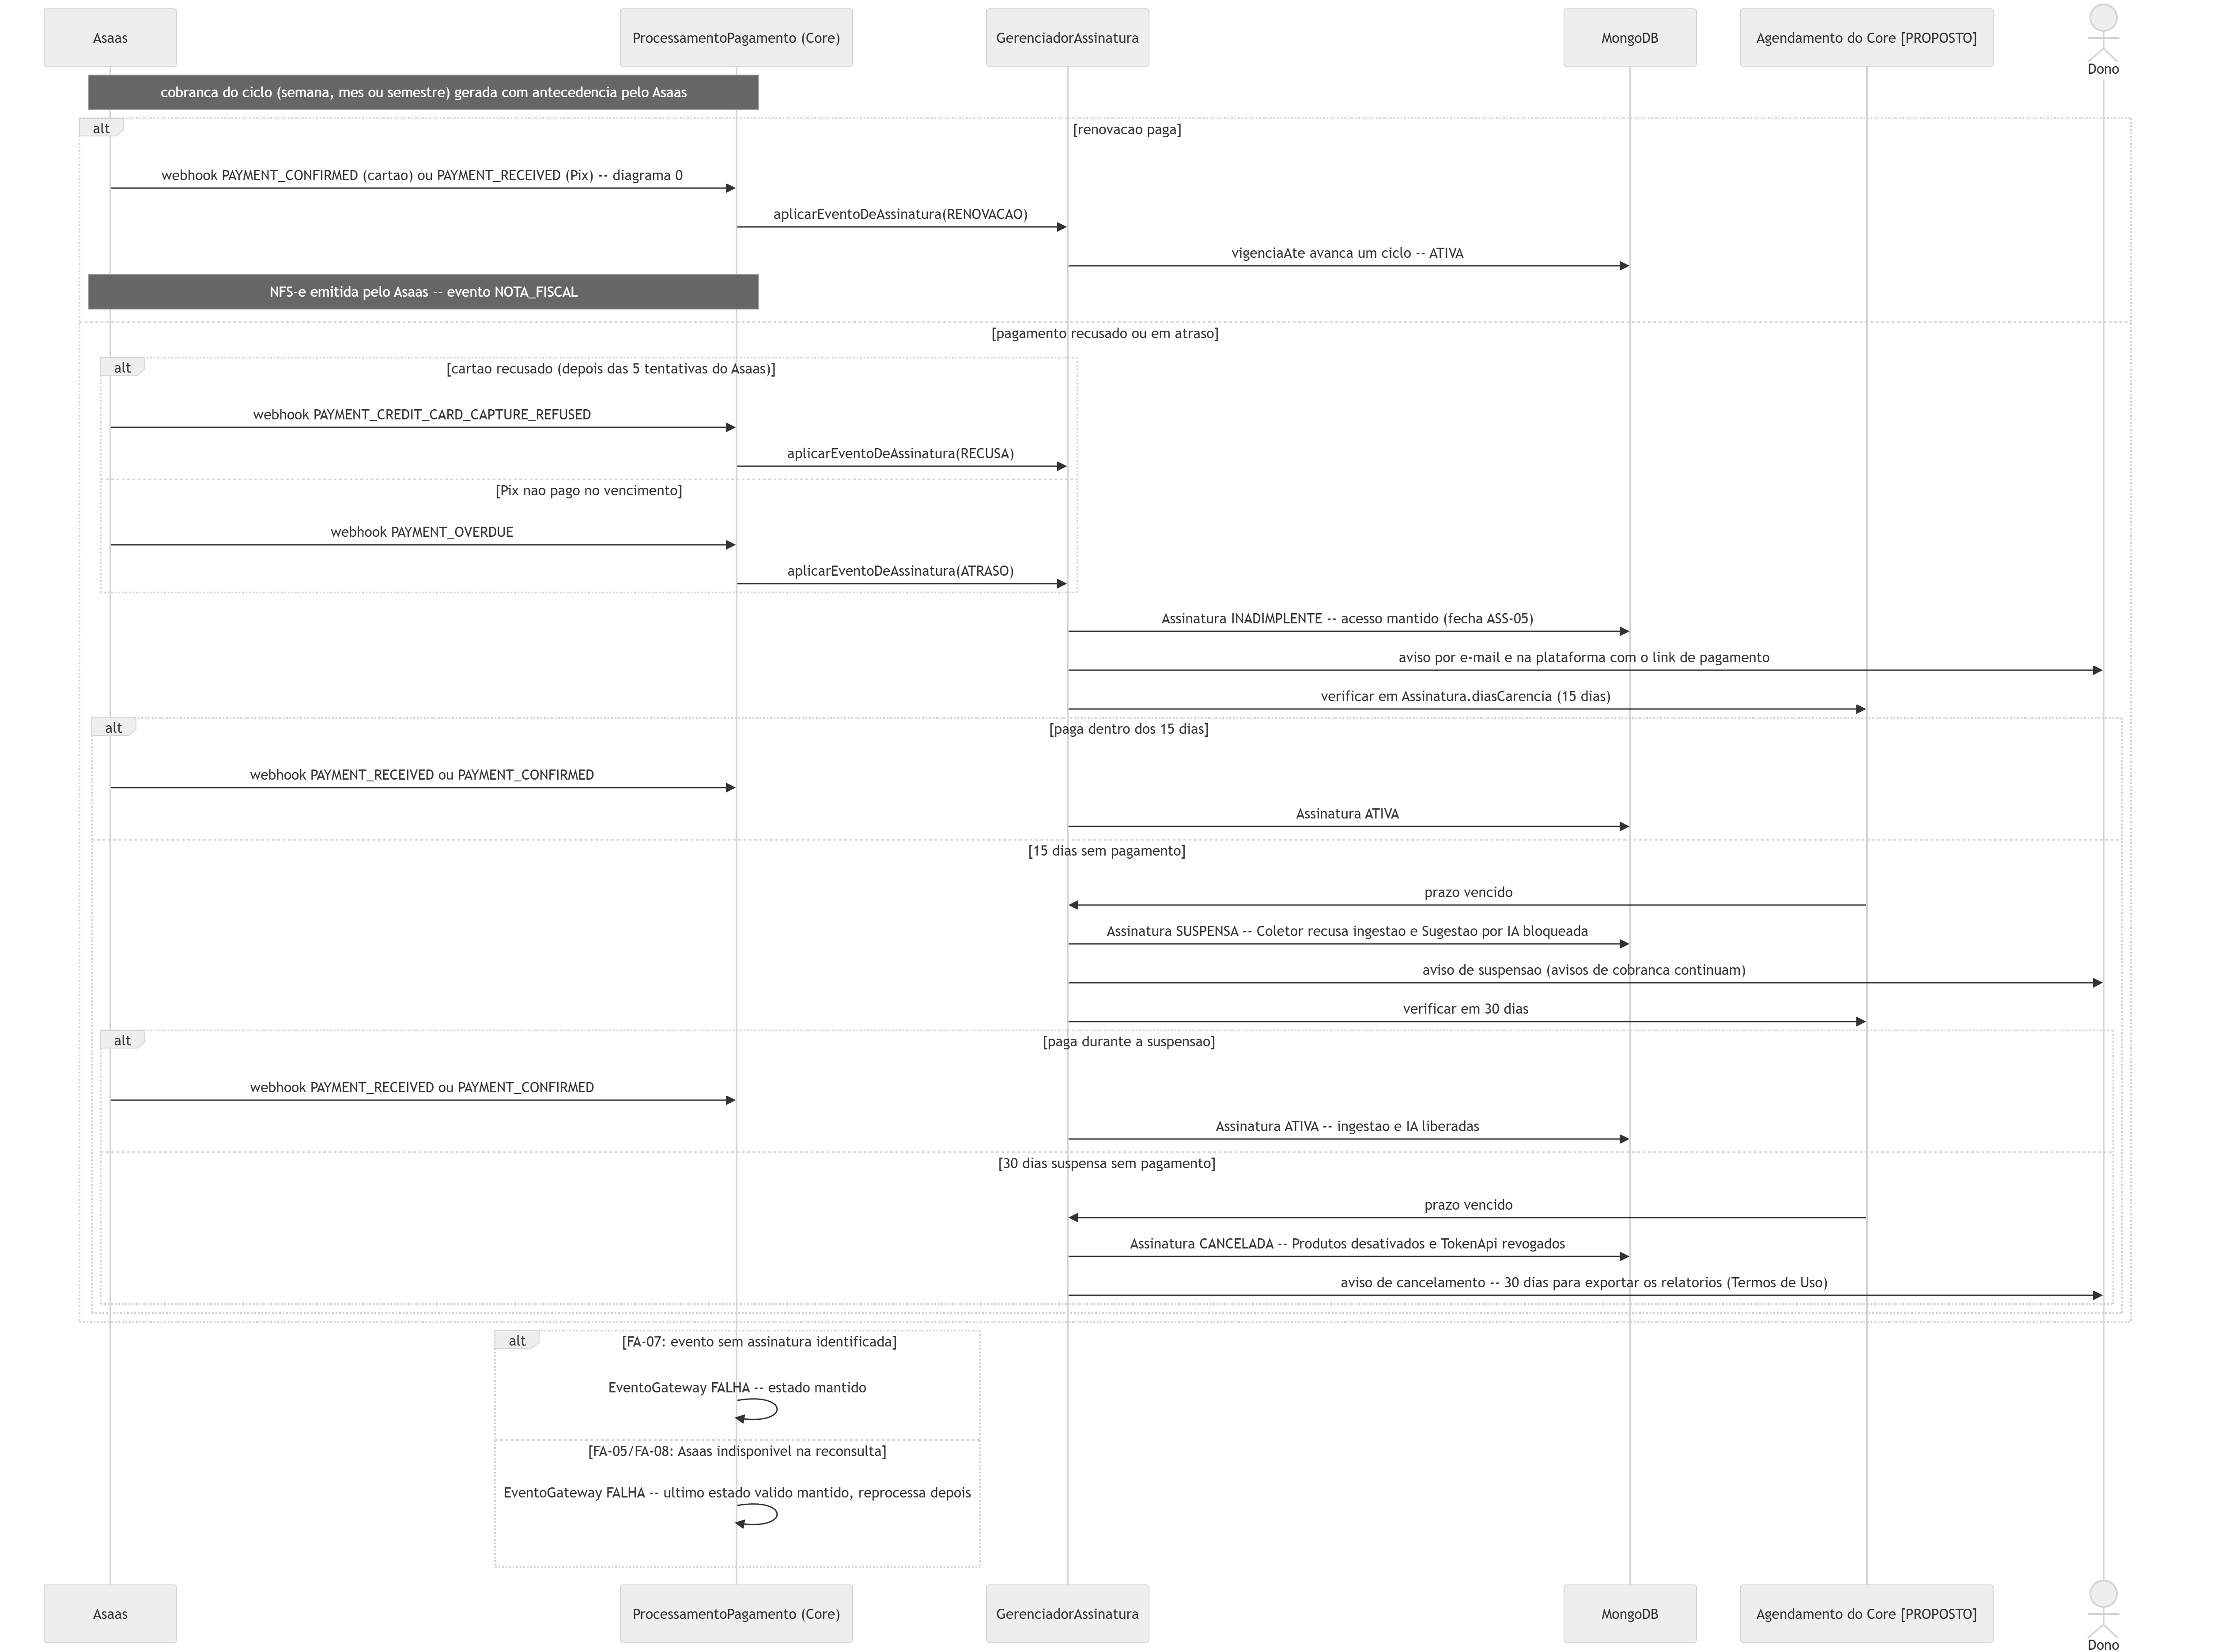 Asaas
ProcessamentoPagamento (Core)
GerenciadorAssinatura
MongoDB
Agendamento do Core [PROPOSTO]
Dono
cobranca do ciclo (semana, mes ou semestre) gerada com antecedencia pelo Asaas
alt
[renovacao paga]
webhook PAYMENT_CONFIRMED (cartao) ou PAYMENT_RECEIVED (Pix) -- diagrama 0
aplicarEventoDeAssinatura(RENOVACAO)
vigenciaAte avanca um ciclo -- ATIVA
NFS-e emitida pelo Asaas -- evento NOTA_FISCAL
[pagamento recusado ou em atraso]
alt
[cartao recusado (depois das 5 tentativas do Asaas)]
webhook PAYMENT_CREDIT_CARD_CAPTURE_REFUSED
aplicarEventoDeAssinatura(RECUSA)
[Pix nao pago no vencimento]
webhook PAYMENT_OVERDUE
aplicarEventoDeAssinatura(ATRASO)
Assinatura INADIMPLENTE -- acesso mantido (fecha ASS-05)
aviso por e-mail e na plataforma com o link de pagamento
verificar em Assinatura.diasCarencia (15 dias)
alt
[paga dentro dos 15 dias]
webhook PAYMENT_RECEIVED ou PAYMENT_CONFIRMED
Assinatura ATIVA
[15 dias sem pagamento]
prazo vencido
Assinatura SUSPENSA -- Coletor recusa ingestao e Sugestao por IA bloqueada
aviso de suspensao (avisos de cobranca continuam)
verificar em 30 dias
alt
[paga durante a suspensao]
webhook PAYMENT_RECEIVED ou PAYMENT_CONFIRMED
Assinatura ATIVA -- ingestao e IA liberadas
[30 dias suspensa sem pagamento]
prazo vencido
Assinatura CANCELADA -- Produtos desativados e TokenApi revogados
aviso de cancelamento -- 30 dias para exportar os relatorios (Termos de Uso)
alt
[FA-07: evento sem assinatura identificada]
EventoGateway FALHA -- estado mantido
[FA-05/FA-08: Asaas indisponivel na reconsulta]
EventoGateway FALHA -- ultimo estado valido mantido, reprocessa depois
Asaas
ProcessamentoPagamento (Core)
GerenciadorAssinatura
MongoDB
Agendamento do Core [PROPOSTO]
Dono